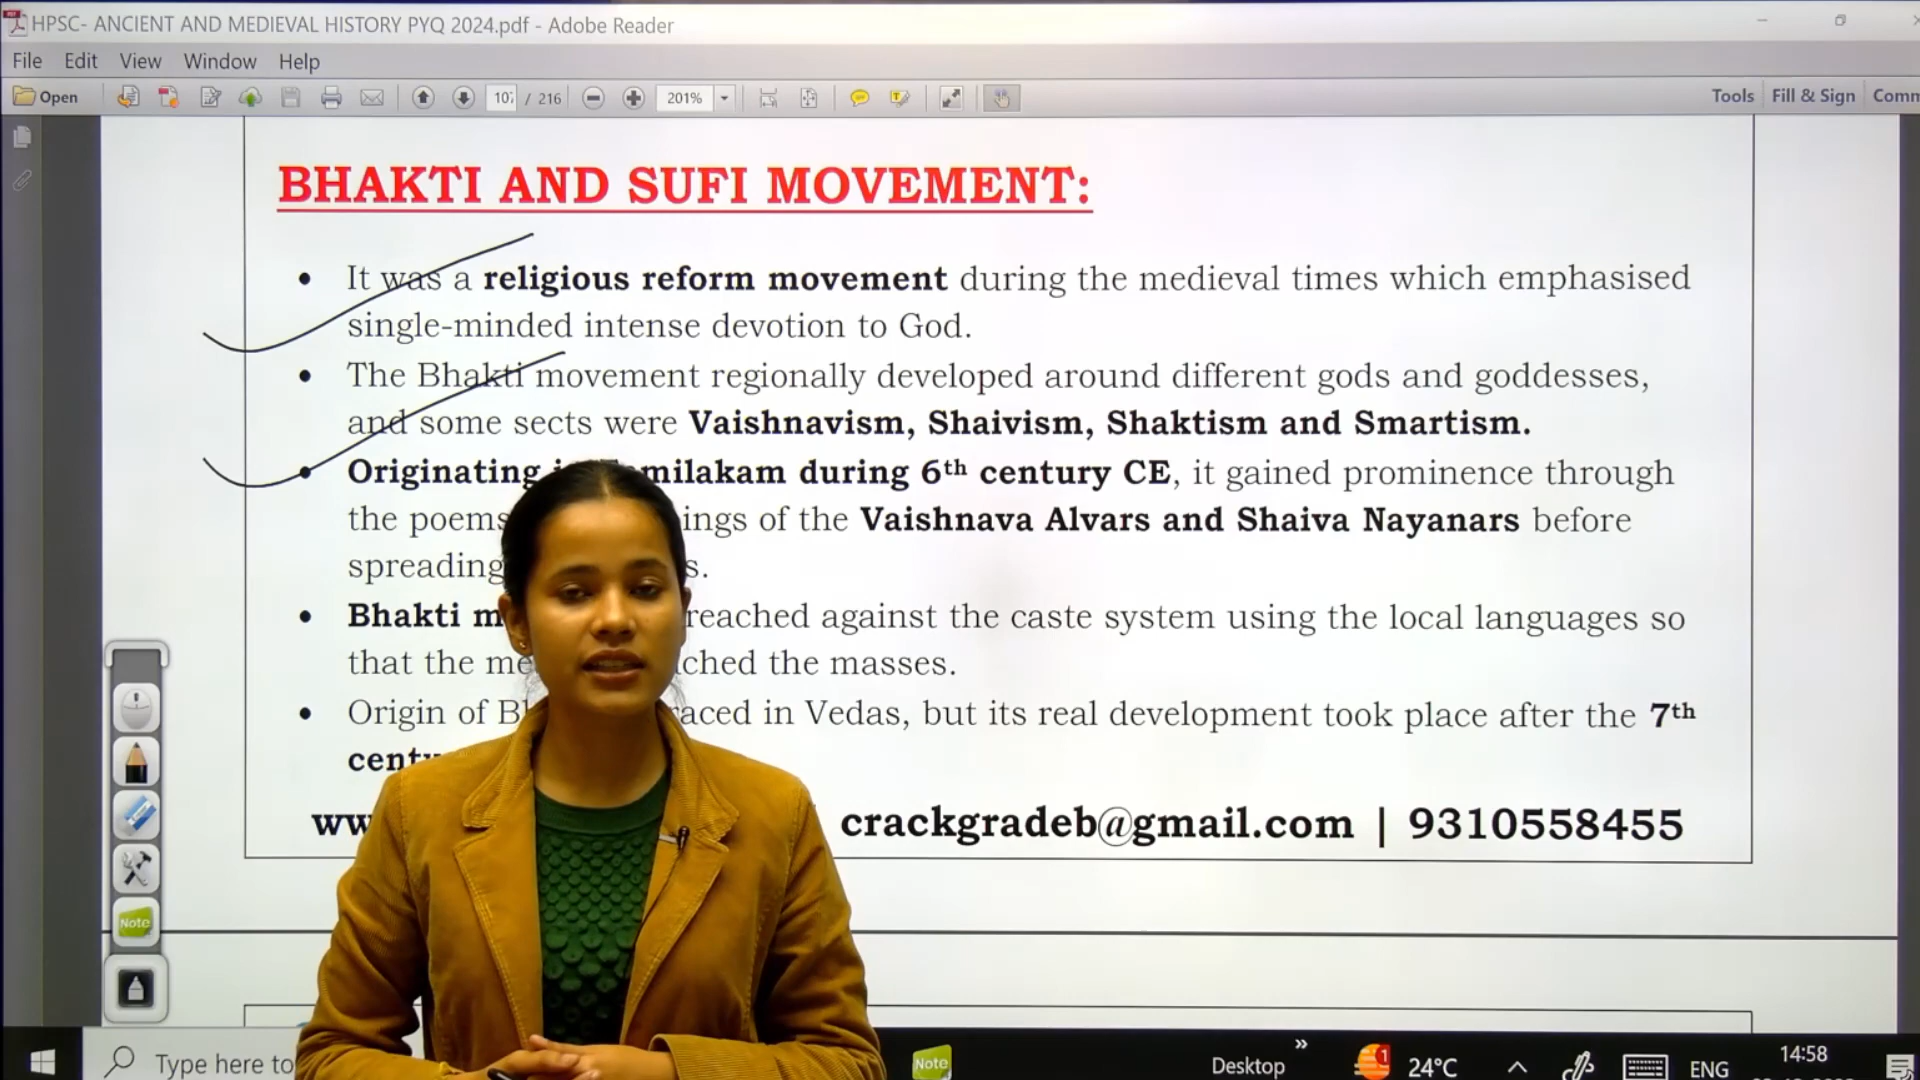 HPSC- ANCIENT AND MEDIEVAL HISTORY PYQ 2024.pdf - Adobe Reader
File Edit View Window Help
Open / 216 201% Tools Fill & Sign
BHAKTI AND SUFI MOVEMENT:
• It was a religious reform movement during the medieval times which emphasised
single-minded intense devotion to God.
• The Bhakti movement regionally developed around different gods and goddesses,
and some sects were Vaishnavism, Shaivism, Shaktism and Smartism.
• Originating milakam during 6th century CE, it gained prominence through
the poems ings of the Vaishnava Alvars and Shaiva Nayanars before
spreading s.
• Bhakti m reached against the caste system using the local languages so
that the me ched the masses.
• Origin of B raced in Vedas, but its real development took place after the 7th
cent
ww crackgradeb@gmail.com | 9310558455
Note
Type here to Note Desktop » 1 24°C ENG 14:58